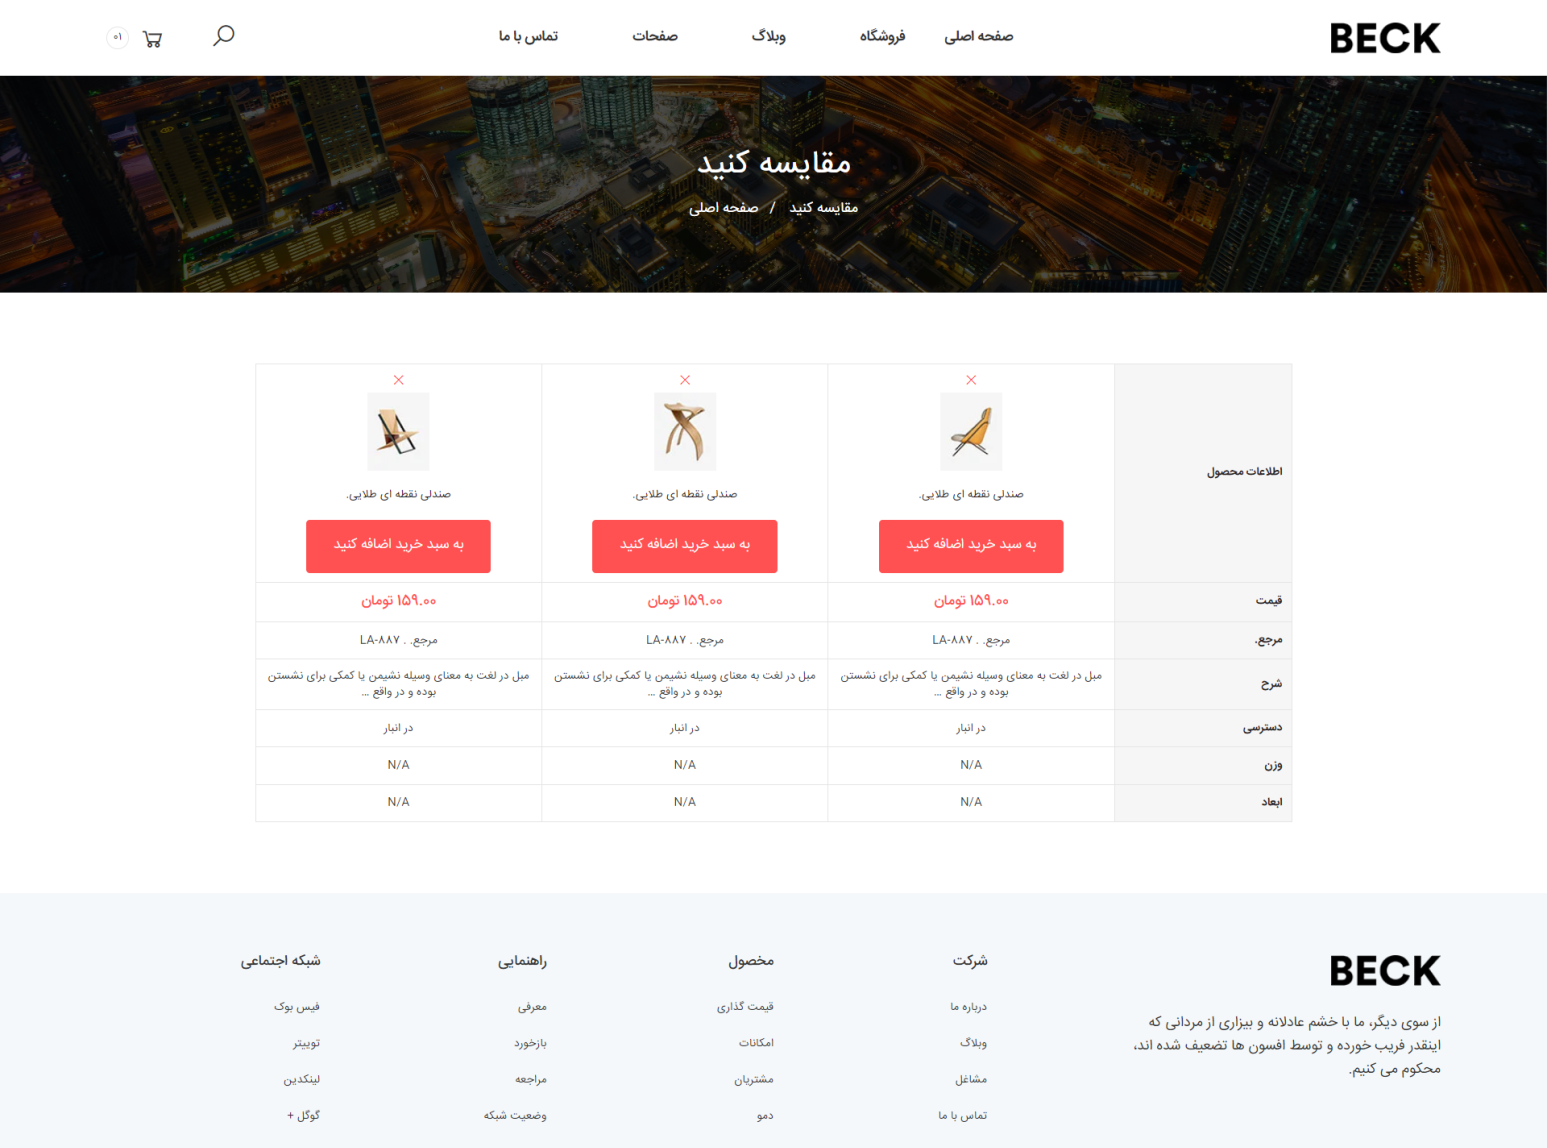 BECK
صفحه اصلی
فروشگاه
وبلاگ
صفحات
تماس با ما
۰۱
مقایسه کنید
مقایسه کنید / صفحه اصلی
اطلاعات محصول
صندلی نقطه ای طلایی.
صندلی نقطه ای طلایی.
صندلی نقطه ای طلایی.
به سبد خرید اضافه کنید
به سبد خرید اضافه کنید
به سبد خرید اضافه کنید
قیمت
۱۵۹.۰۰ تومان
۱۵۹.۰۰ تومان
۱۵۹.۰۰ تومان
مرجع.
مرجع. . LA-۸۸۷
مرجع. . LA-۸۸۷
مرجع. . LA-۸۸۷
شرح
مبل در لغت به معنای وسیله نشیمن یا کمکی برای نشستن
بوده و در واقع ...
مبل در لغت به معنای وسیله نشیمن یا کمکی برای نشستن
بوده و در واقع ...
مبل در لغت به معنای وسیله نشیمن یا کمکی برای نشستن
بوده و در واقع ...
دسترسی
در انبار
در انبار
در انبار
وزن
N/A
N/A
N/A
ابعاد
N/A
N/A
N/A
BECK
از سوی دیگر، ما با خشم عادلانه و بیزاری از مردانی که
اینقدر فریب خورده و توسط افسون ها تضعیف شده اند،
محکوم می کنیم.
شرکت
درباره ما
وبلاگ
مشاغل
تماس با ما
محصول
قیمت گذاری
امکانات
مشتریان
دمو
راهنمایی
معرفی
بازخورد
مراجعه
وضعیت شبکه
شبکه اجتماعی
فیس بوک
توییتر
لینکدین
گوگل +